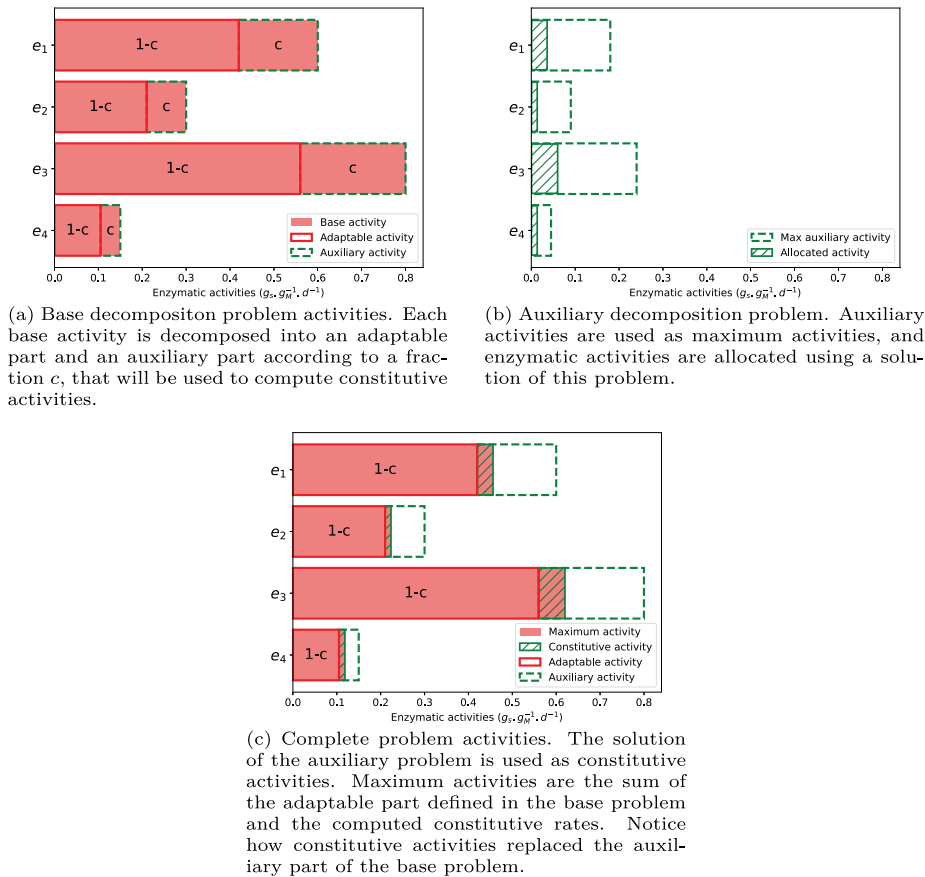 e1
1-c
c
e2
1-c
c
e3
1-c
c
e4
1-c
c
Base activity
Adaptable activity
Auxiliary activity
0.0 0.1 0.2 0.3 0.4 0.5 0.6 0.7 0.8
Enzymatic activities (g_s.g_M^{-1}.d^{-1})
(a) Base decompositon problem activities. Each
base activity is decomposed into an adaptable
part and an auxiliary part according to a frac-
tion c, that will be used to compute constitutive
activities.
e1
e2
e3
e4
Max auxiliary activity
Allocated activity
0.0 0.1 0.2 0.3 0.4 0.5 0.6 0.7 0.8
Enzymatic activities (g_s.g_M^{-1}.d^{-1})
(b) Auxiliary decomposition problem. Auxiliary
activities are used as maximum activities, and
enzymatic activities are allocated using a solu-
tion of this problem.
e1
1-c
e2
1-c
e3
1-c
e4
1-c
Maximum activity
Constitutive activity
Adaptable activity
Auxiliary activity
0.0 0.1 0.2 0.3 0.4 0.5 0.6 0.7 0.8
Enzymatic activities (g_s.g_M^{-1}.d^{-1})
(c) Complete problem activities. The solution
of the auxiliary problem is used as constitutive
activities. Maximum activities are the sum of
the adaptable part defined in the base problem
and the computed constitutive rates. Notice
how constitutive activities replaced the auxil-
iary part of the base problem.